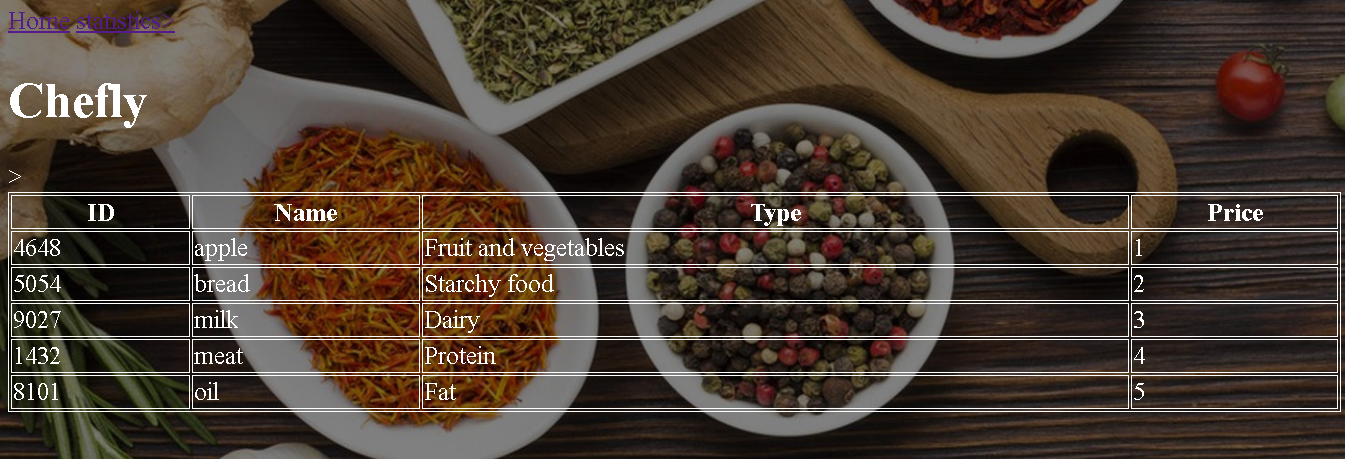 Home statistics>
Chefly
>
ID Name Type Price
4648 apple Fruit and vegetables 1
5054 bread Starchy food 2
9027 milk Dairy 3
1432 meat Protein 4
8101 oil Fat 5